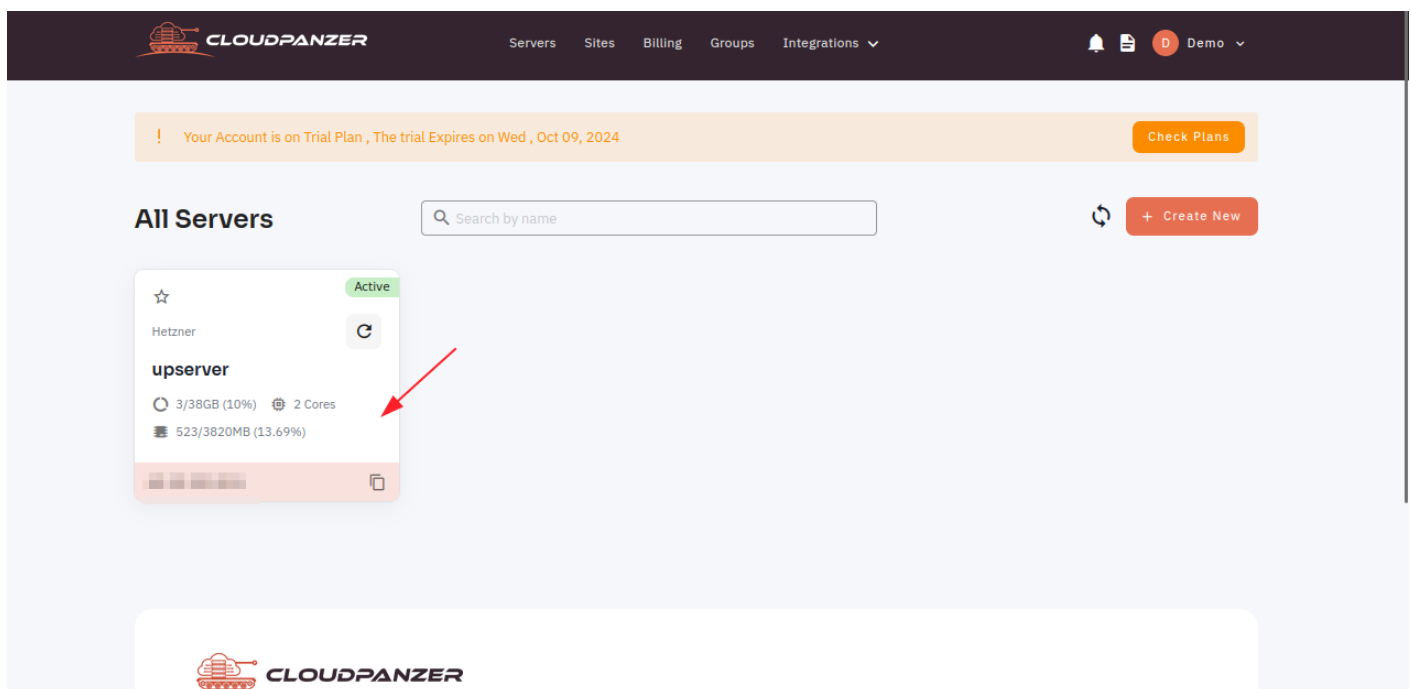 CLOUDPANZER Servers Sites Billing Groups Integrations D Demo
! Your Account is on Trial Plan , The trial Expires on Wed , Oct 09, 2024 Check Plans
All Servers Search by name + Create New
Active
Hetzner
upserver
3/38GB (10%) 2 Cores
523/3820MB (13.69%)
CLOUDPANZER